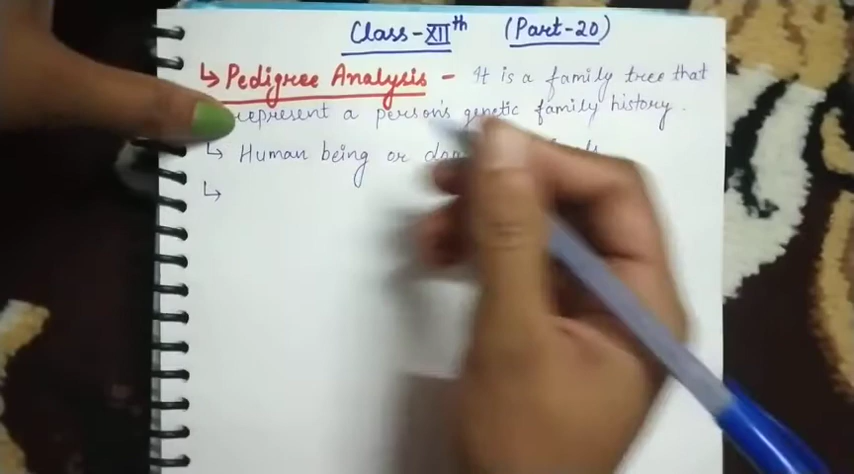 Class-XIIth (Part-20)
↳ Pedigree Analysis - It is a family tree that
represent a person's genetic family history.
↳ Human being or
↳